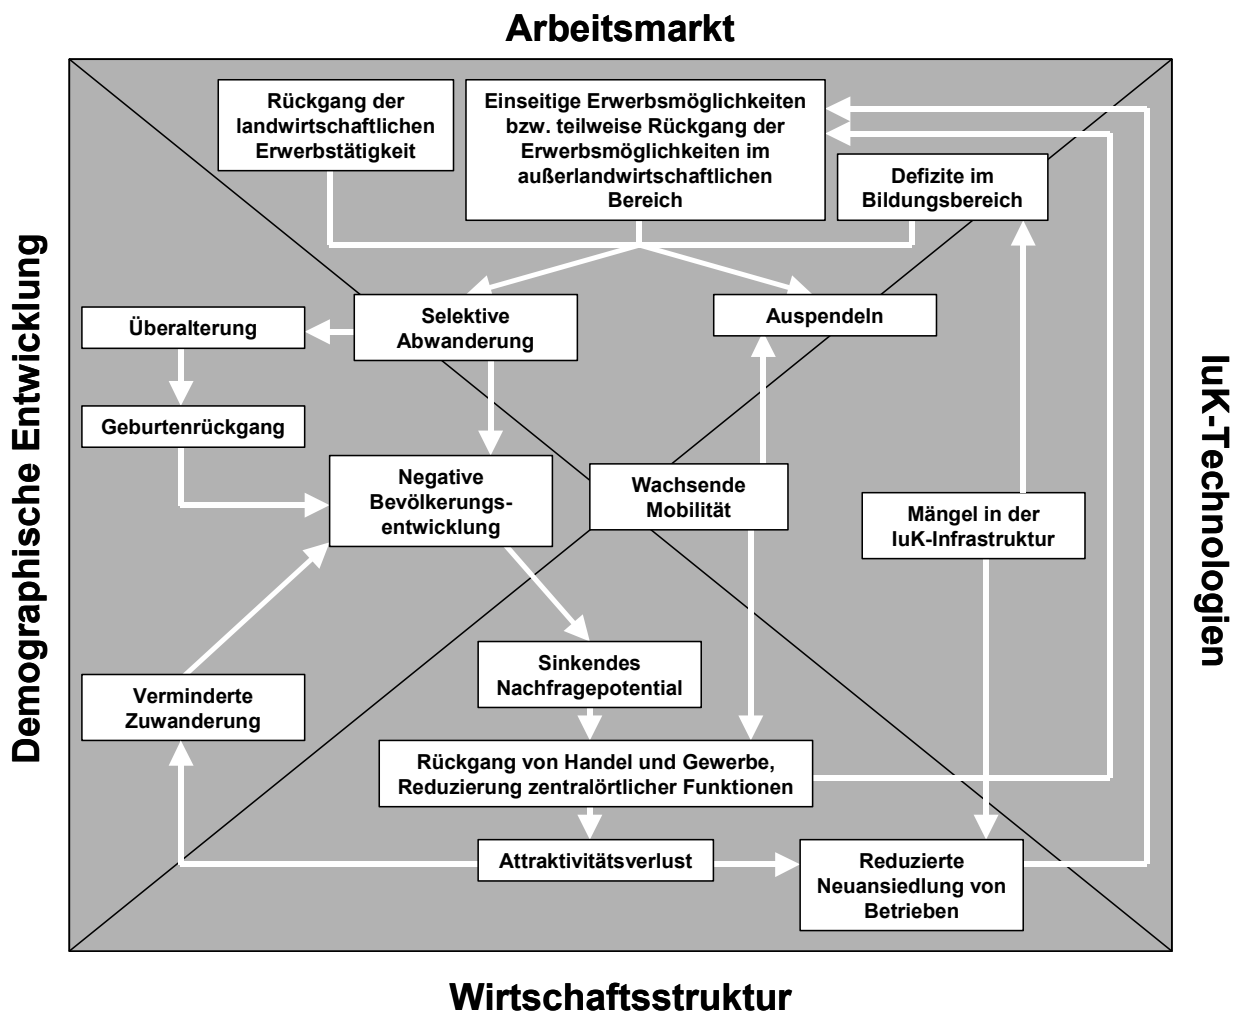 Arbeitsmarkt
Rückgang der
landwirtschaftlichen
Erwerbstätigkeit
Einseitige Erwerbsmöglichkeiten
bzw. teilweise Rückgang der
Erwerbsmöglichkeiten im
außerlandwirtschaftlichen
Bereich
Defizite im
Bildungsbereich
Demographische Entwicklung
IuK-Technologien
Überalterung
Selektive
Abwanderung
Auspendeln
Geburtenrückgang
Negative
Bevölkerungs-
entwicklung
Wachsende
Mobilität
Mängel in der
IuK-Infrastruktur
Sinkendes
Nachfragepotential
Verminderte
Zuwanderung
Rückgang von Handel und Gewerbe,
Reduzierung zentralörtlicher Funktionen
Attraktivitätsverlust
Reduzierte
Neuansiedlung von
Betrieben
Wirtschaftsstruktur